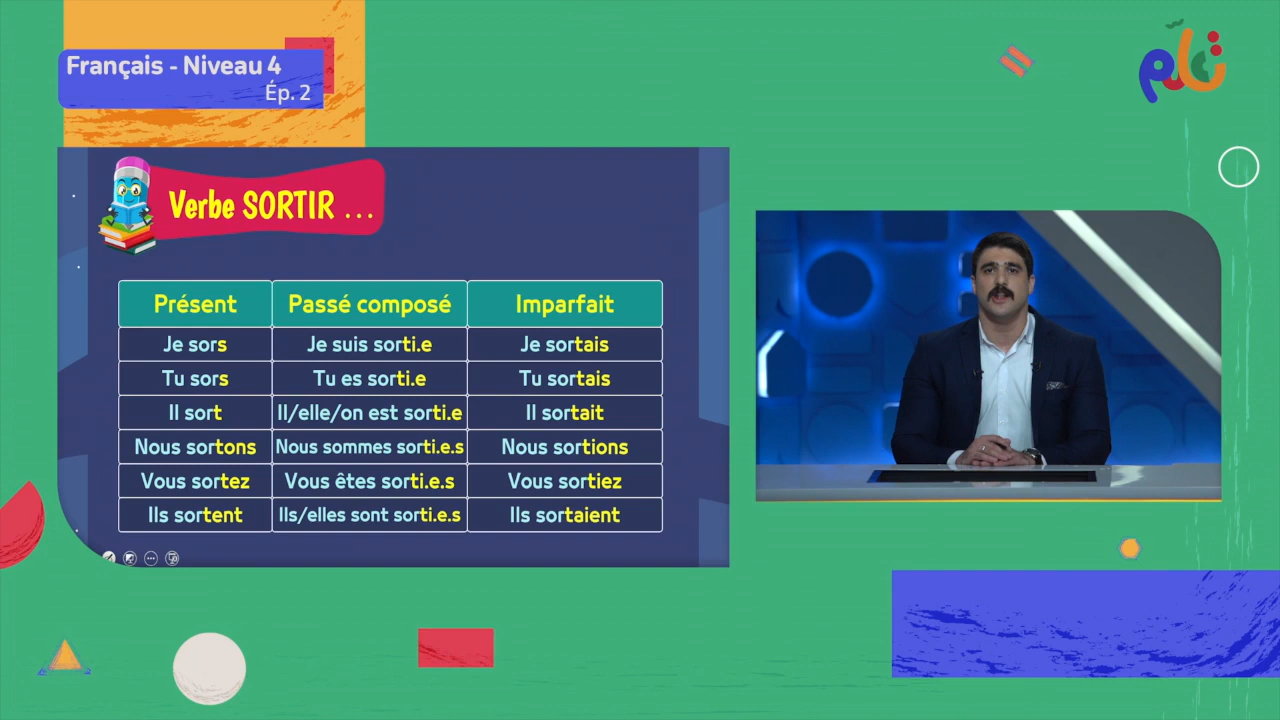 Français - Niveau 4
Ép. 2
تعلّم
Verbe SORTIR ...
Présent Passé composé Imparfait
Je sors Je suis sorti.e Je sortais
Tu sors Tu es sorti.e Tu sortais
Il sort Il/elle/on est sorti.e Il sortait
Nous sortons Nous sommes sorti.e.s Nous sortions
Vous sortez Vous êtes sorti.e.s Vous sortiez
Ils sortent Ils/elles sont sorti.e.s Ils sortaient